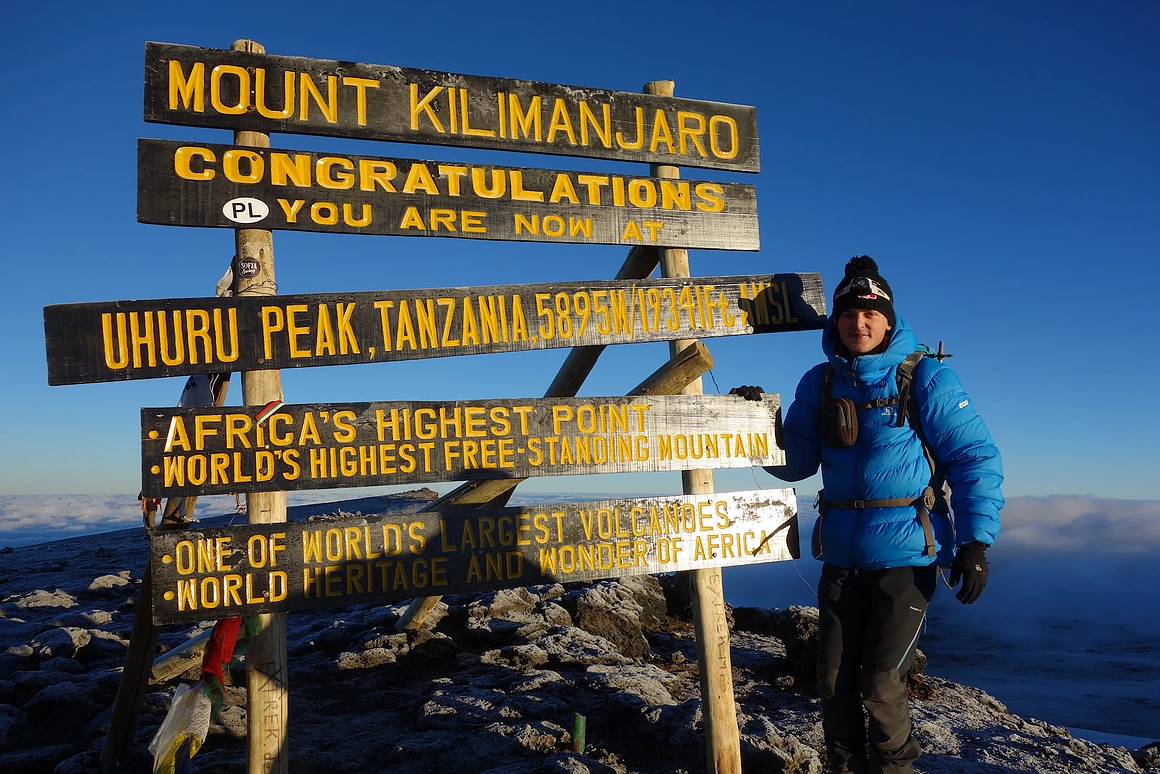 MOUNT KILIMANJARO
CONGRATULATIONS
PL YOU ARE NOW AT
SOFIA
UHURU PEAK, TANZANIA, 5895M/19341Ft. AMSL
• AFRICA'S HIGHEST POINT
• WORLD'S HIGHEST FREE-STANDING MOUNTAIN
• ONE OF WORLD'S LARGEST VOLCANOES
• WORLD HERITAGE AND WONDER OF AFRICA